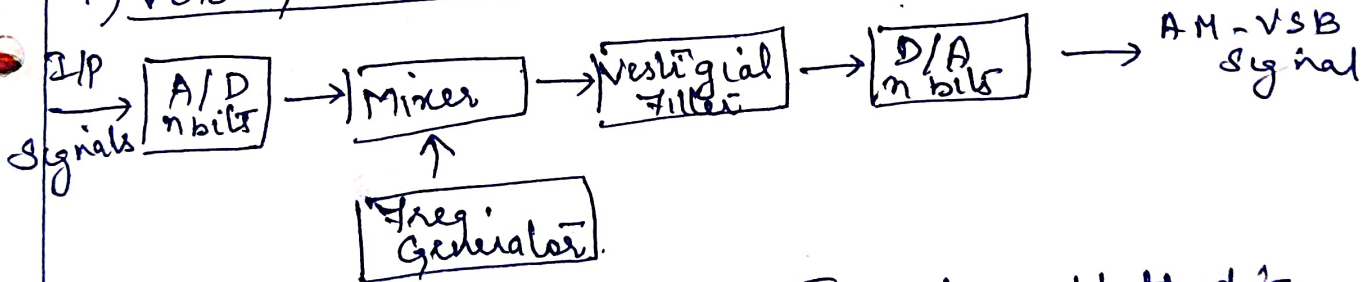 I/P
Signals
A/D
n bits
Mixer
Vestigial
Filter
D/A
n bits
AM-VSB
Signal
Freq.
Generator.